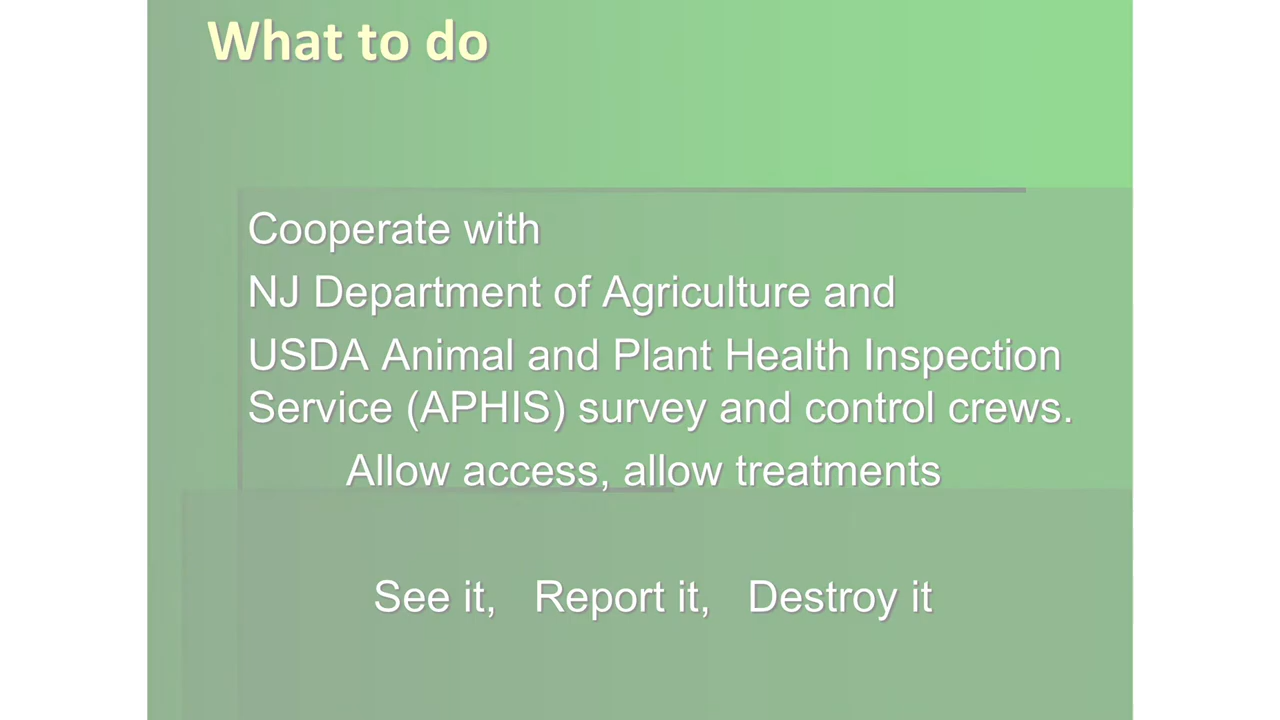 What to do
Cooperate with
NJ Department of Agriculture and
USDA Animal and Plant Health Inspection
Service (APHIS) survey and control crews.
Allow access, allow treatments
See it, Report it, Destroy it